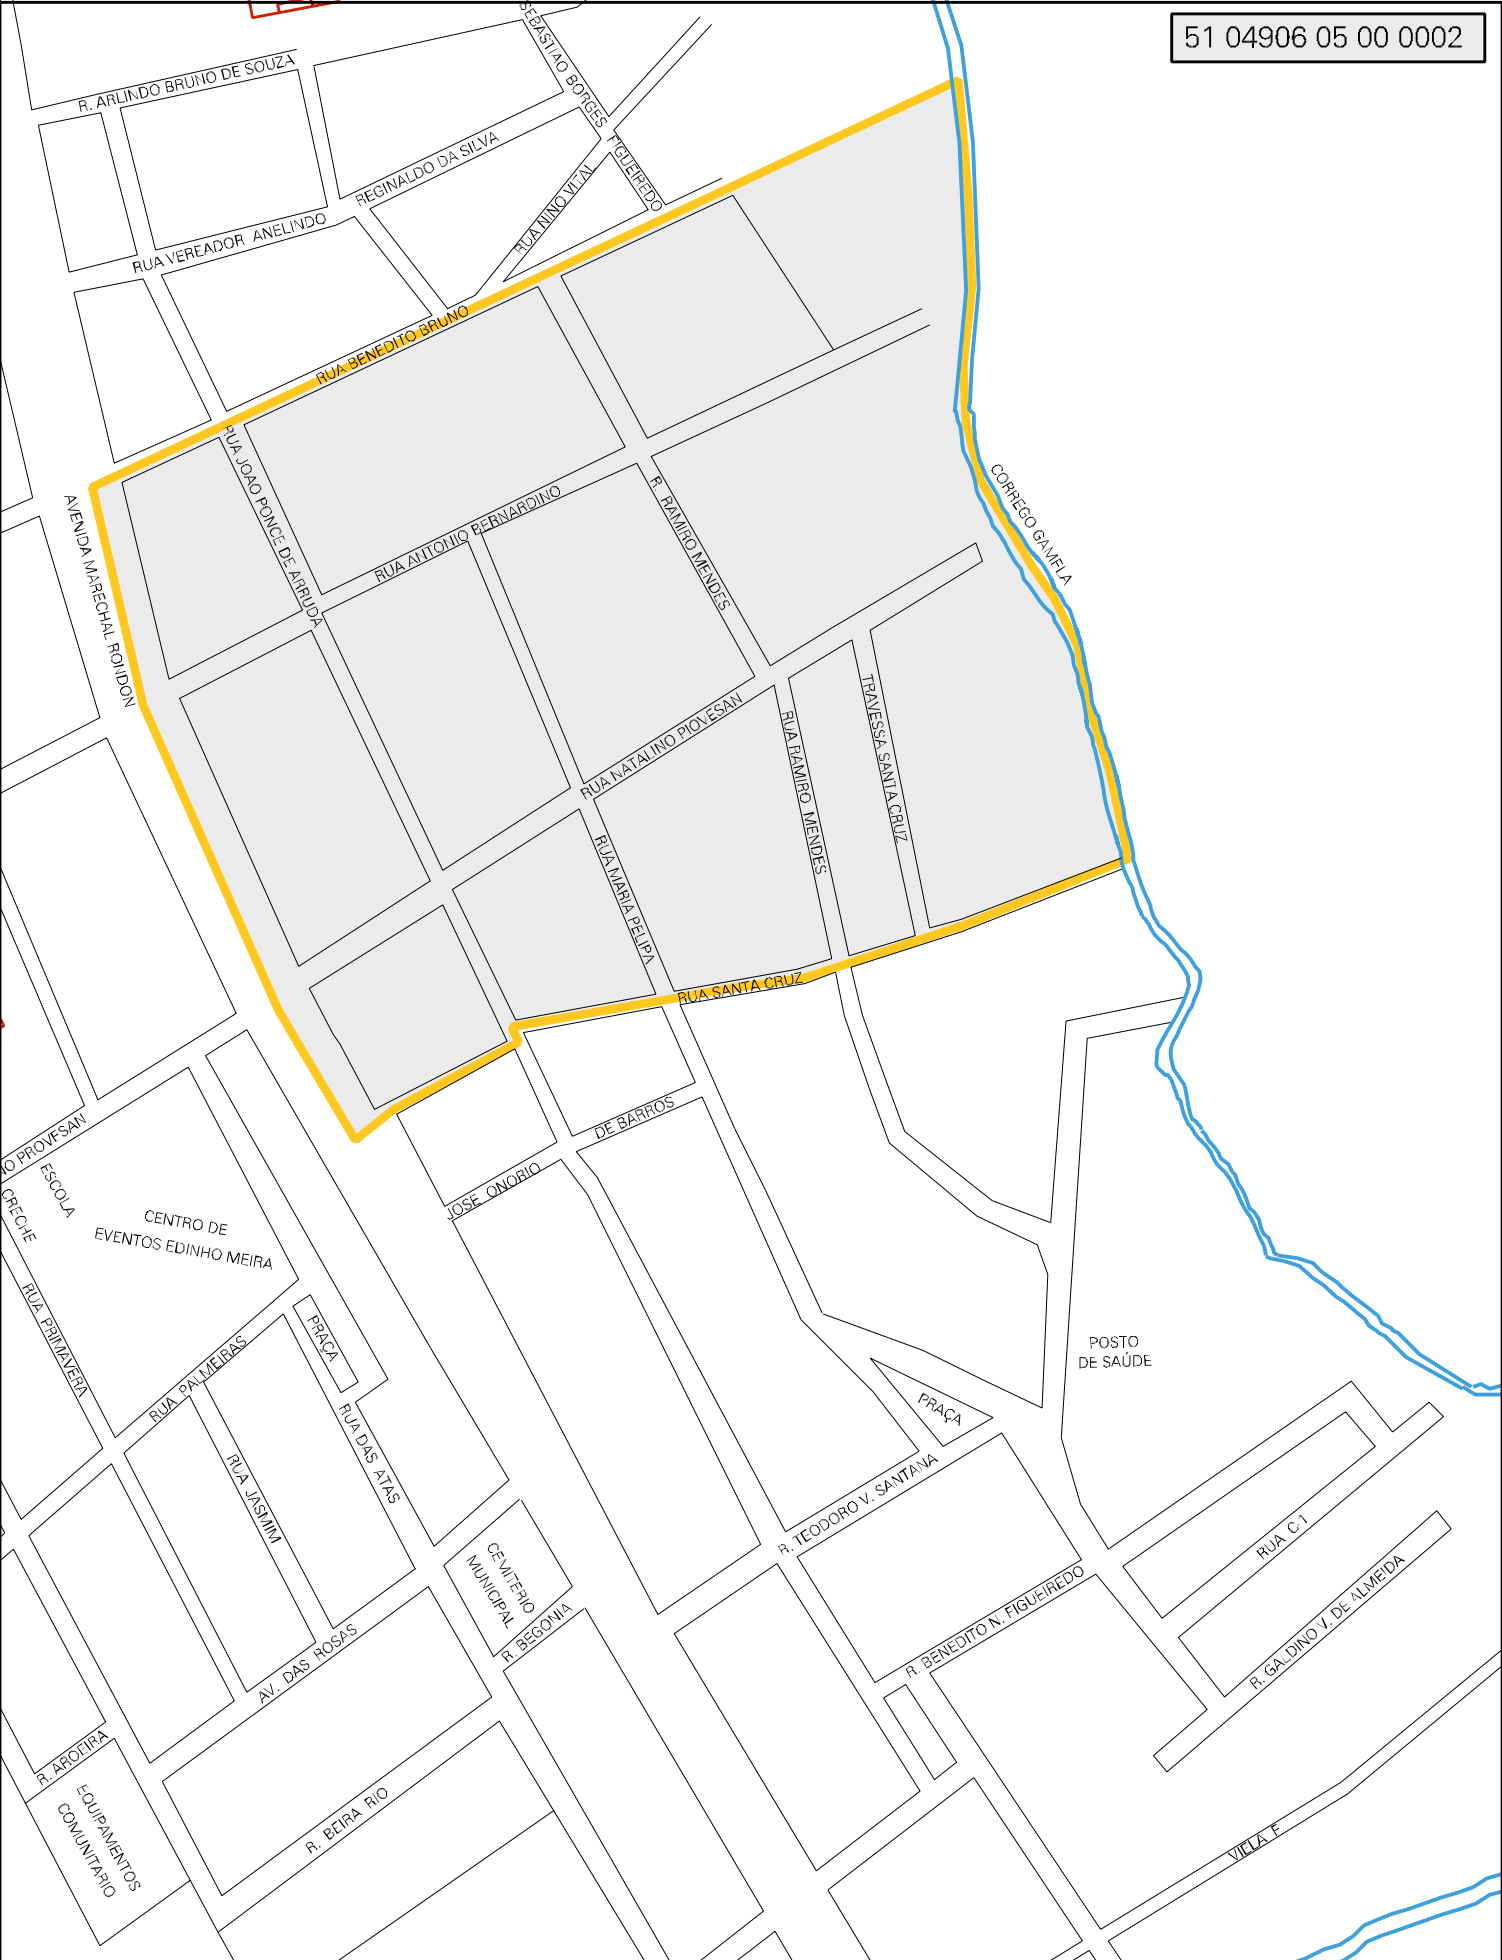 51 04906 05 00 0002
SEBASTIAO BORGES FIGUEIREDO
R. ARLINDO BRUNO DE SOUZA
REGINALDO DA SILVA
RUA NINO VITAL
RUA VEREADOR ANELINDO
RUA BENEDITO BRUNO
RUA JOAO PONCE DE ARRUDA
AVENIDA MARECHAL RONDON
RUA ANTONIO BERNARDINO
R. RAMIRO MENDES
CORREGO GAMELA
RUA NATALINO PIOVESAN
RUA RAMIRO MENDES
TRAVESSA SANTA CRUZ
RUA MARIA PELIPA
RUA SANTA CRUZ
DE BARROS
JOSE ONORIO
NO PROVESAN
ESCOLA
CRECHE
CENTRO DE
EVENTOS EDINHO MEIRA
RUA PRIMAVERA
PRAÇA
RUA PALMEIRAS
POSTO
DE SAÚDE
PRAÇA
RUA DAS ATAS
RUA JASMIM
R. TEODORO V. SANTANA
CEMITERIO
MUNICIPAL
RUA C-1
R. BEGONIA
R. BENEDITO N. FIGUEIREDO
R. GALDINO V. DE ALMEIDA
AV. DAS ROSAS
R. AROEIRA
EQUIPAMENTOS
COMUNITARIO
R. BEIRA RIO
VIELA F